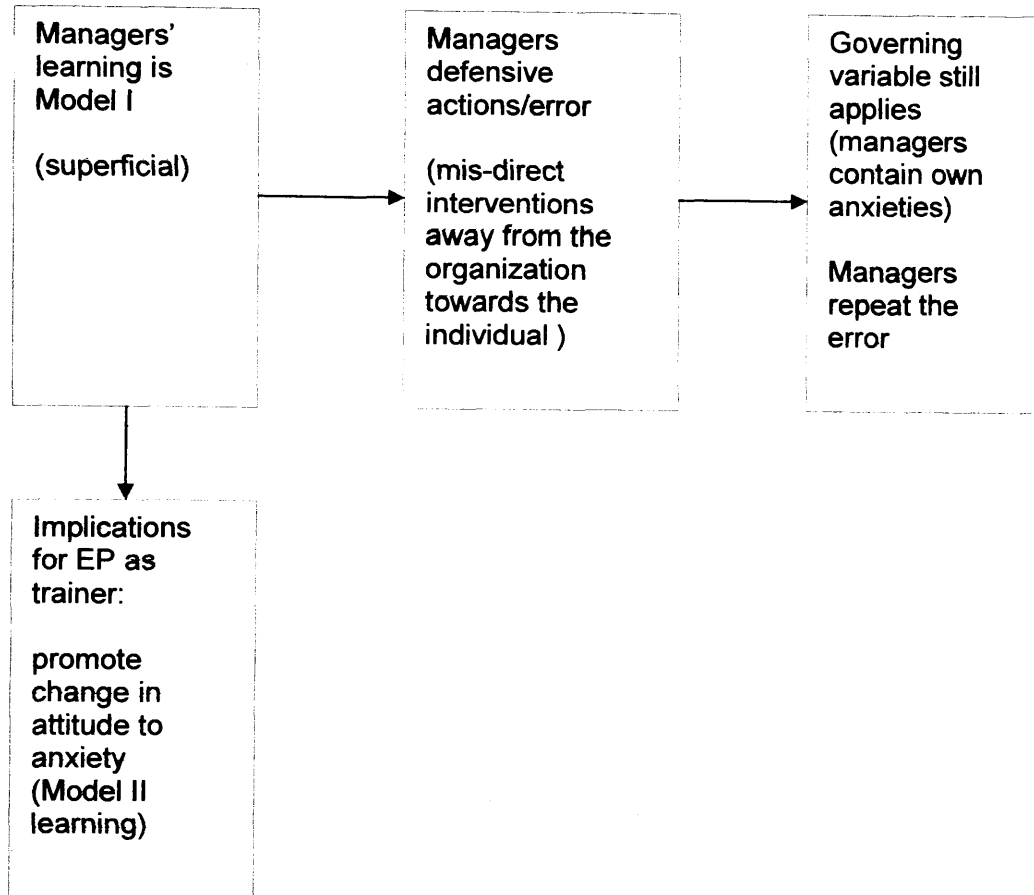 Managers'
learning is
Model I
(superficial)
Managers
defensive
actions/error
(mis-direct
interventions
away from the
organization
towards the
individual )
Governing
variable still
applies
(managers
contain own
anxieties)
Managers
repeat the
error
Implications
for EP as
trainer:
promote
change in
attitude to
anxiety
(Model II
learning)